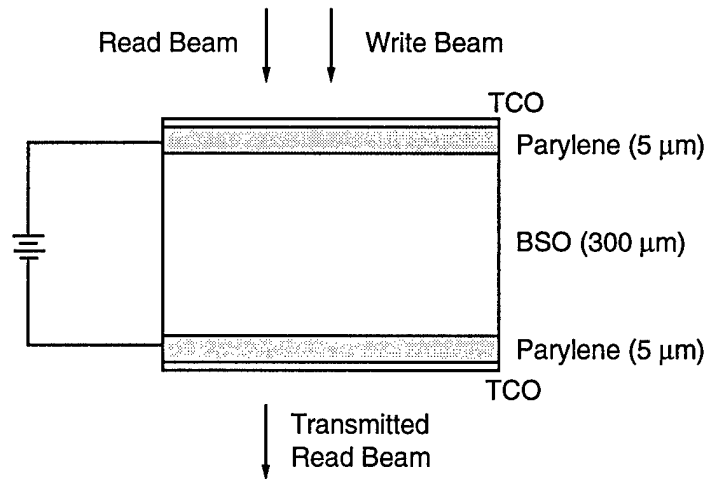 Read Beam
Write Beam
TCO
Parylene (5 μm)
BSO (300 μm)
Parylene (5 μm)
TCO
Transmitted
Read Beam